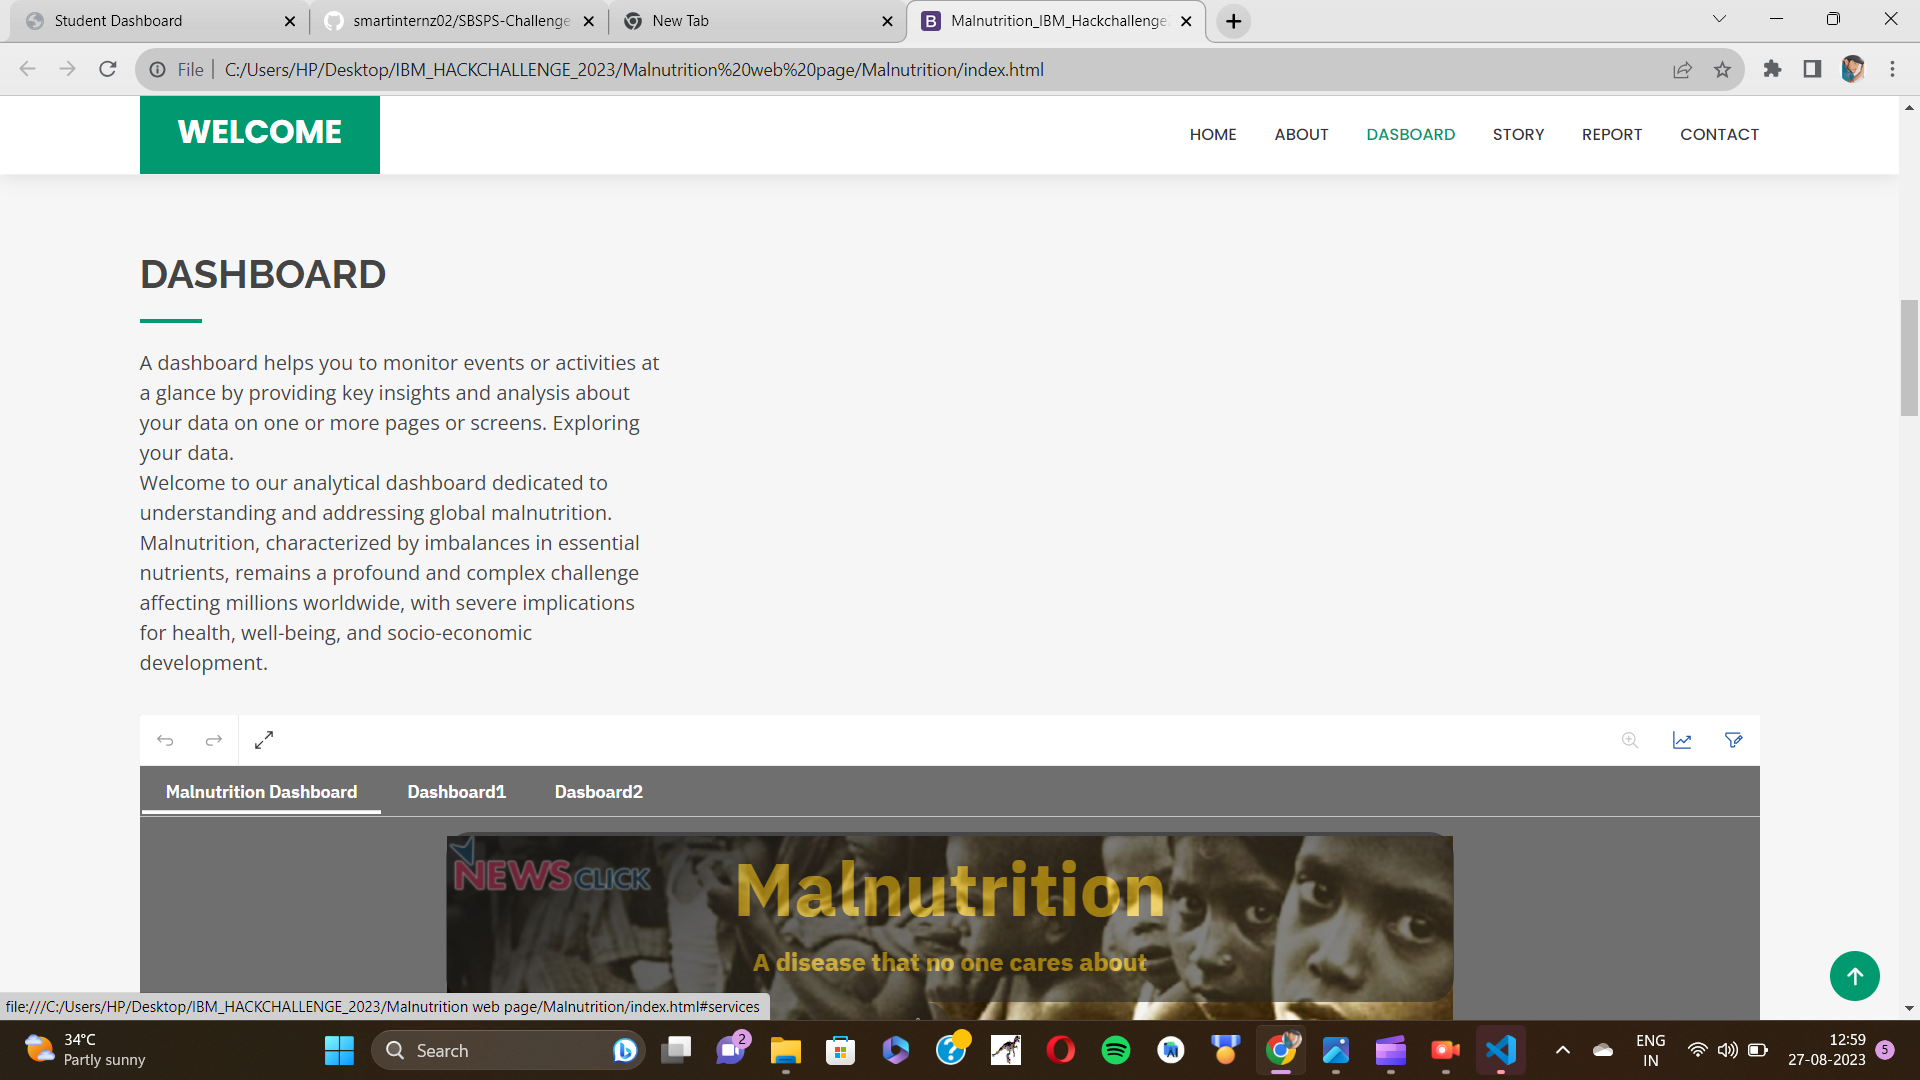 Student Dashboard
smartinternz02/SBSPS-Challenge
New Tab
Malnutrition_IBM_Hackchallenge
File
C:/Users/HP/Desktop/IBM_HACKCHALLENGE_2023/Malnutrition%20web%20page/Malnutrition/index.html
WELCOME
HOME ABOUT DASBOARD STORY REPORT CONTACT
DASHBOARD
A dashboard helps you to monitor events or activities at
a glance by providing key insights and analysis about
your data on one or more pages or screens. Exploring
your data.
Welcome to our analytical dashboard dedicated to
understanding and addressing global malnutrition.
Malnutrition, characterized by imbalances in essential
nutrients, remains a profound and complex challenge
affecting millions worldwide, with severe implications
for health, well-being, and socio-economic
development.
Malnutrition Dashboard Dashboard1 Dasboard2
NEWSCLICK
Malnutrition
A disease that no one cares about
file:///C:/Users/HP/Desktop/IBM_HACKCHALLENGE_2023/Malnutrition web page/Malnutrition/index.html#services
34°C
Partly sunny
Search
2
ENG
IN
12:59
27-08-2023
5